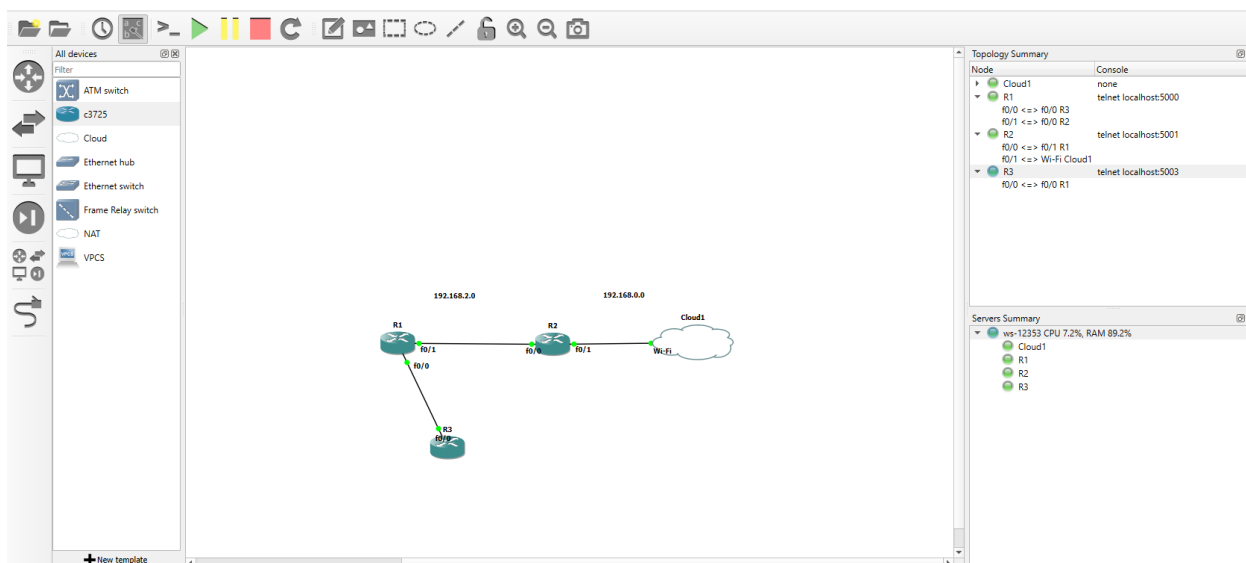 All devices
Filter
ATM switch
c3725
Cloud
Ethernet hub
Ethernet switch
Frame Relay switch
NAT
VPCS
New template
192.168.2.0
192.168.0.0
R1
R2
Cloud1
f0/1
f0/0
f0/1
Wi-Fi
f0/0
R3
f0/0
Topology Summary
Node Console
Cloud1 none
R1 telnet localhost:5000
f0/0 <=> f0/0 R3
f0/1 <=> f0/0 R2
R2 telnet localhost:5001
f0/0 <=> f0/1 R1
f0/1 <=> Wi-Fi Cloud1
R3 telnet localhost:5003
f0/0 <=> f0/0 R1
Servers Summary
ws-12353 CPU 7.2%, RAM 89.2%
Cloud1
R1
R2
R3